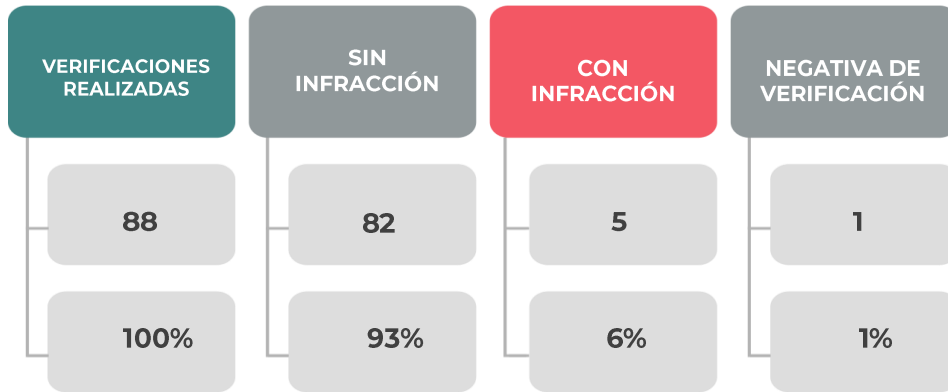 VERIFICACIONES
REALIZADAS
88
100%
SIN
INFRACCIÓN
82
93%
CON
INFRACCIÓN
5
6%
NEGATIVA DE
VERIFICACIÓN
1
1%